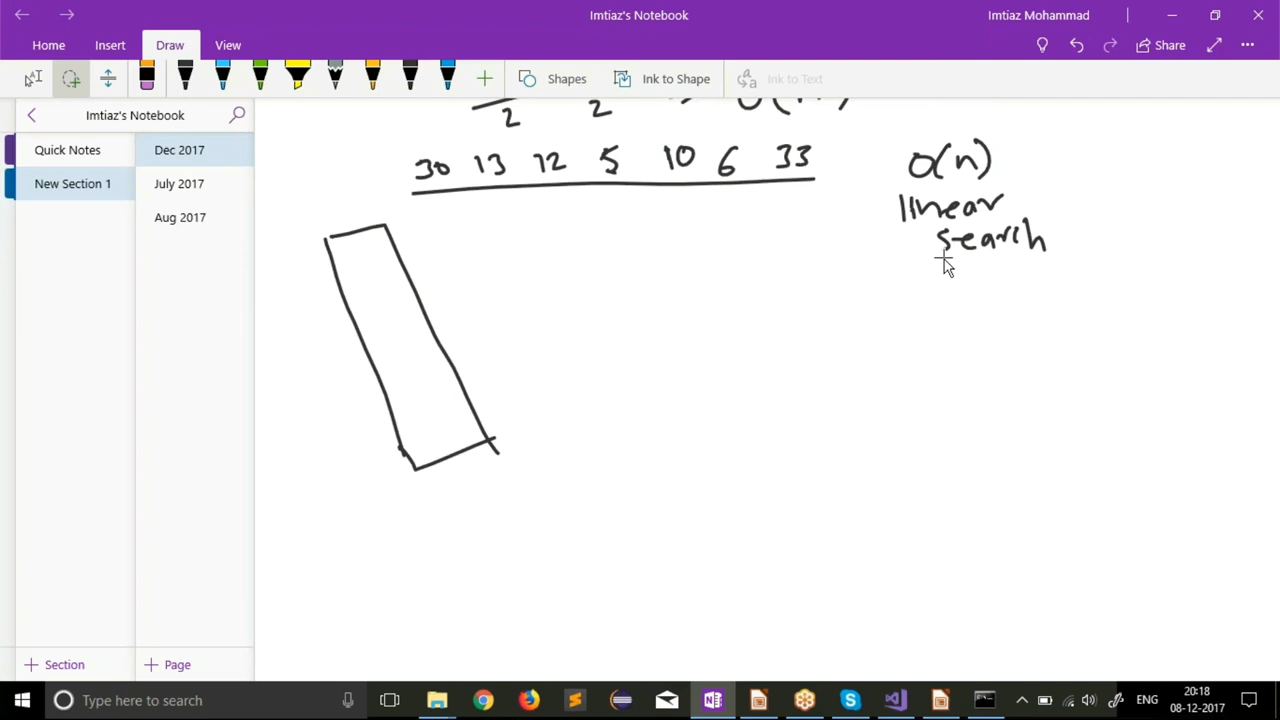 Imtiaz's Notebook
Imtiaz Mohammad
Home Insert Draw View
Share
Shapes
Ink to Shape
Ink to Text
Imtiaz's Notebook
Quick Notes
New Section 1
Dec 2017
July 2017
Aug 2017
Section
Page
2 2
30 13 12 5 10 6 33
O(n)
linear
search
Type here to search
ENG
20:18
08-12-2017